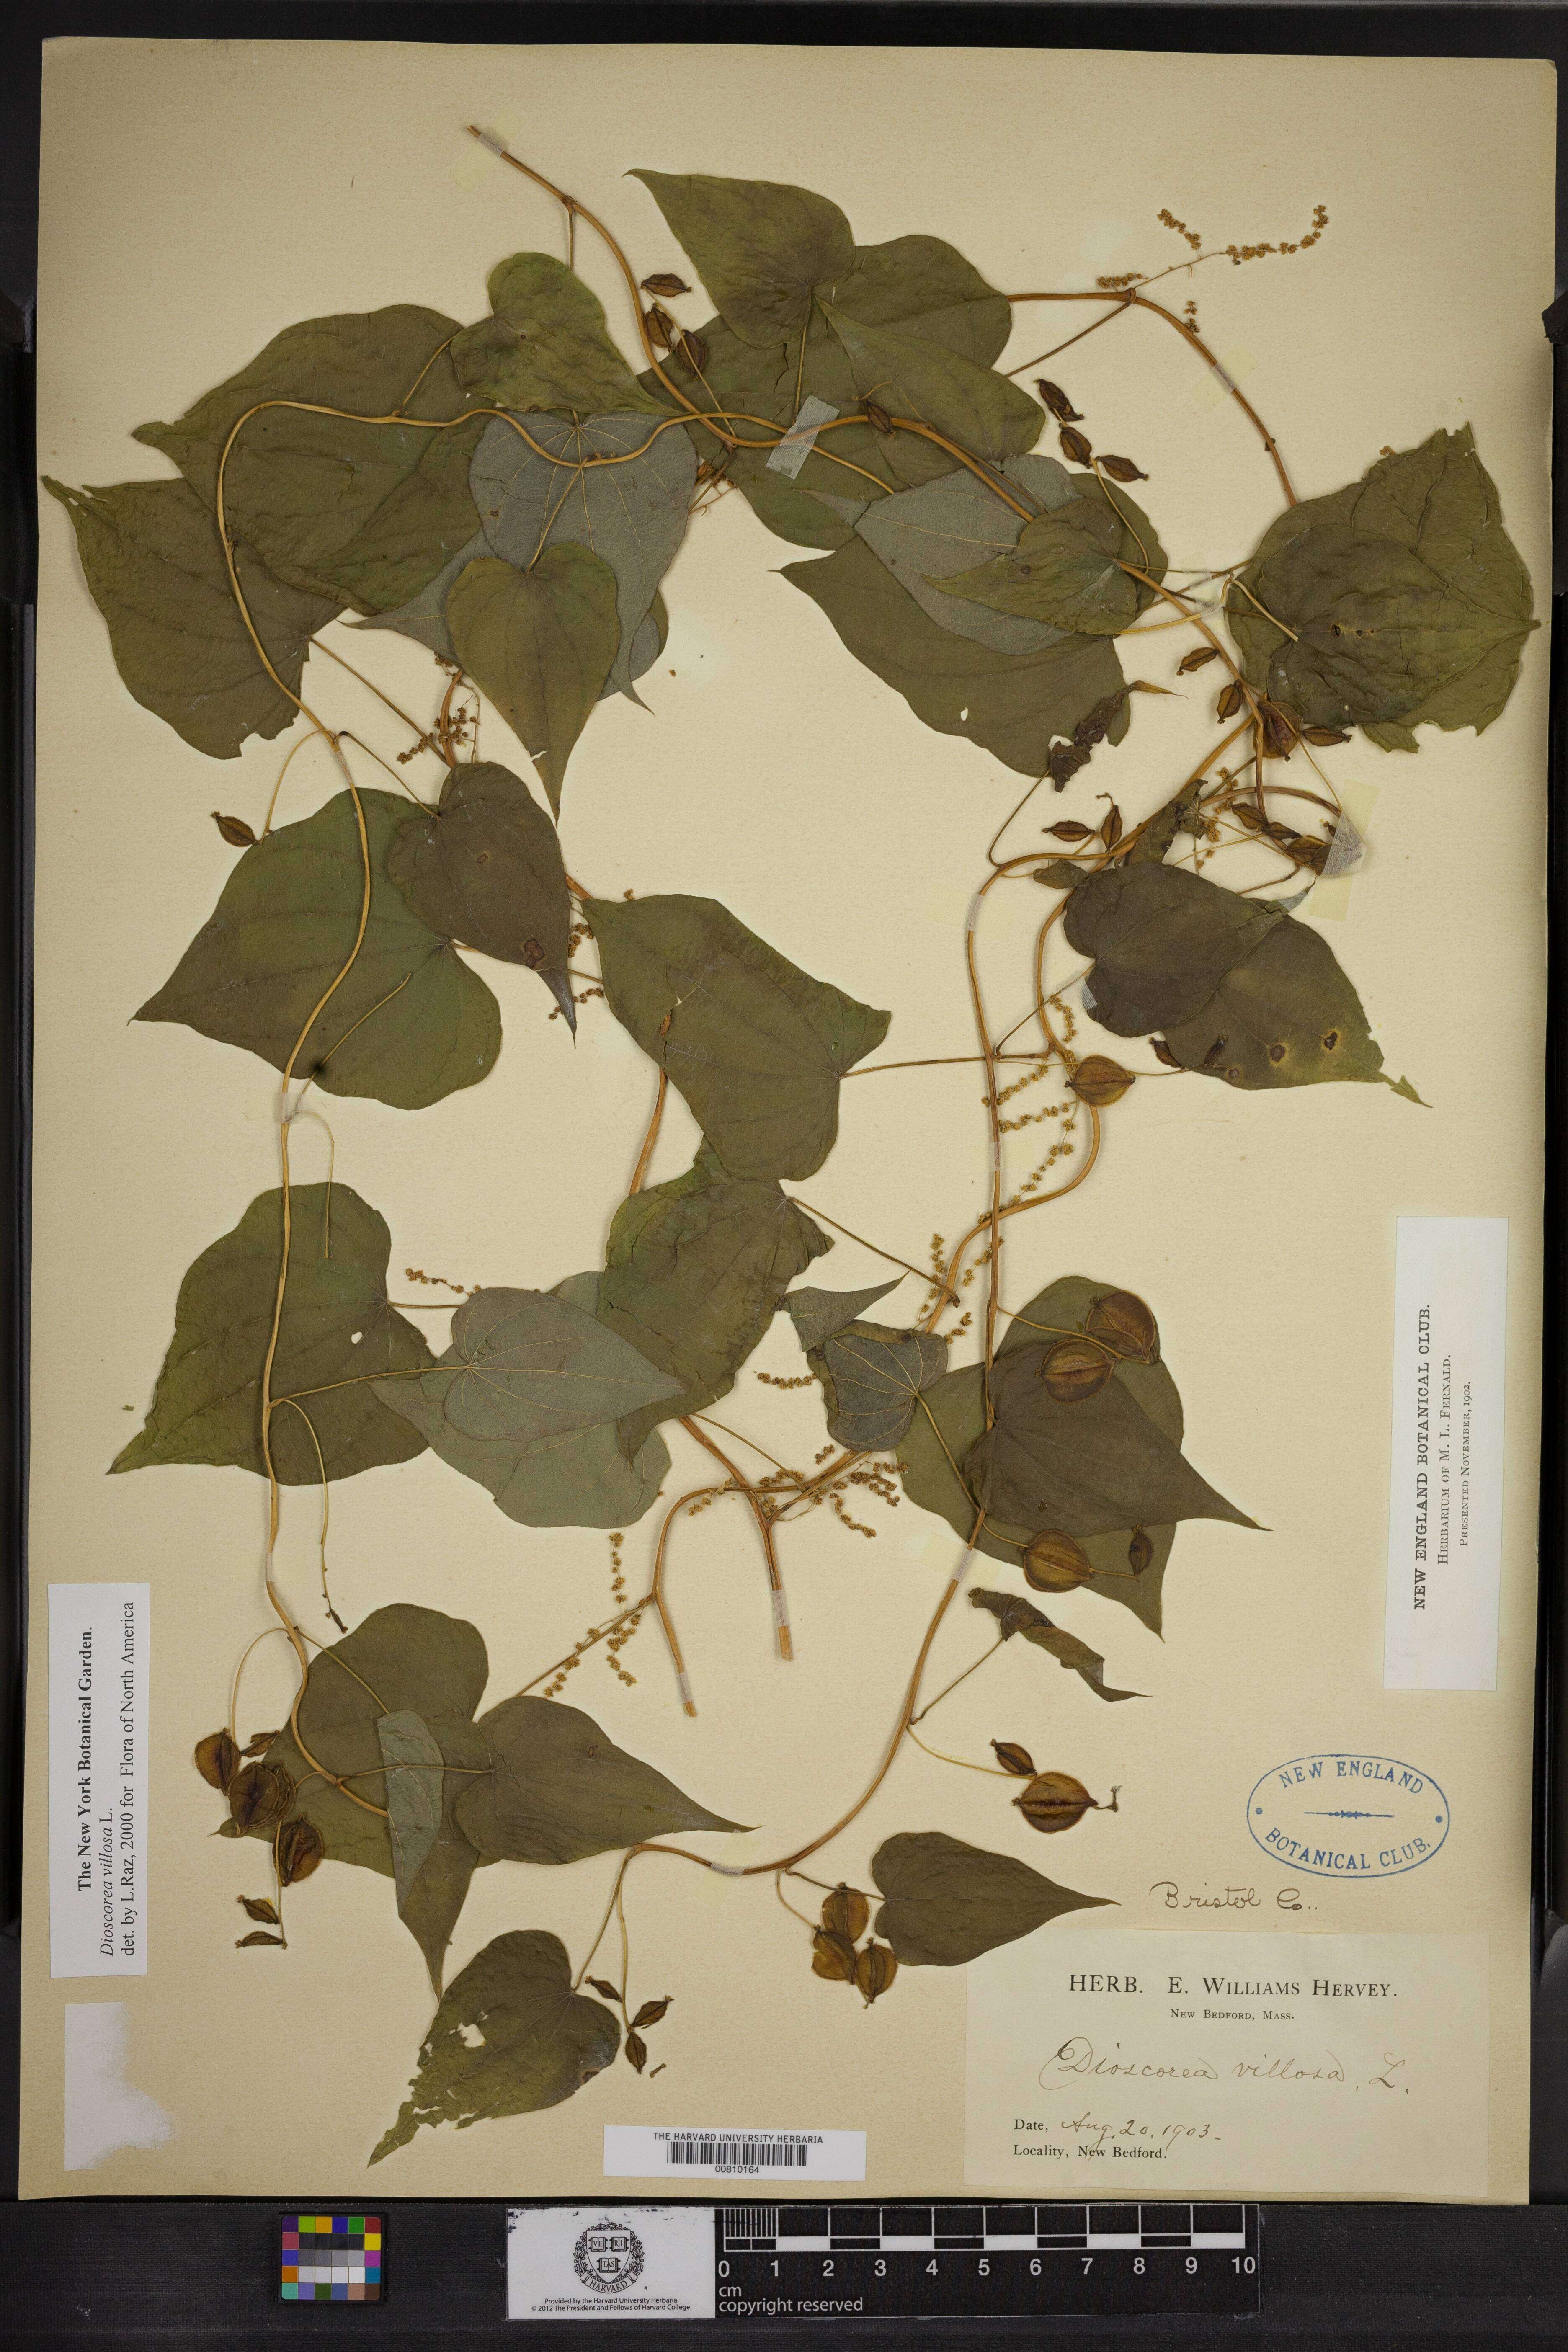 The New York Botanical Garden.
Dioscorea villosa L.
det. by L.Raz, 2000 for Flora of North America
NEW ENGLAND BOTANICAL CLUB.
HERBARIUM OF M. L. FERNALD.
PRESENTED NOVEMBER, 1902.
NEW ENGLAND
BOTANICAL CLUB.
Bristol Co..
HERB. E. WILLIAMS HERVEY.
NEW BEDFORD, MASS.
Dioscorea villosa, L.
Date, Aug. 20. 1903-
Locality, New Bedford.
THE HARVARD UNIVERSITY HERBARIA
00810164
VE RI
TAS
HARVARD
Provided by the Harvard University Herbaria
© 2012 The President and Fellows of Harvard College
0 1 2 3 4 5 6 7 8 9 10
cm
copyright reserved